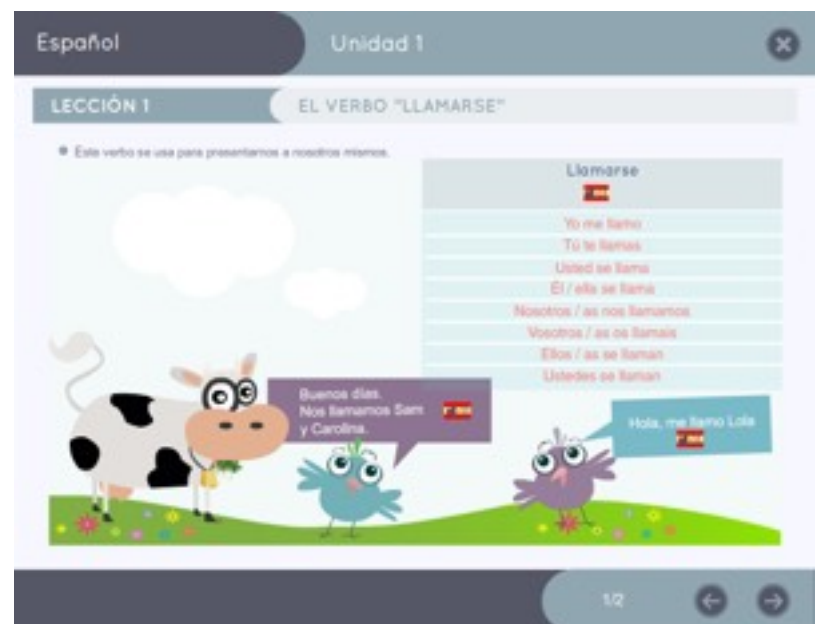 Español
Unidad 1
LECCIÓN 1
EL VERBO "LLAMARSE"
Este verbo se usa para presentarnos a nosotros mismos.
Llamarse
Yo me llamo
Tú te llamas
Usted se llama
Él / ella se llama
Nosotros / as nos llamamos
Vosotros / as os llamais
Ellos / as se llaman
Ustedes se llaman
Buenos días.
Nos llamamos Sam
y Carolina.
Hola, me llamo Lola
1/2